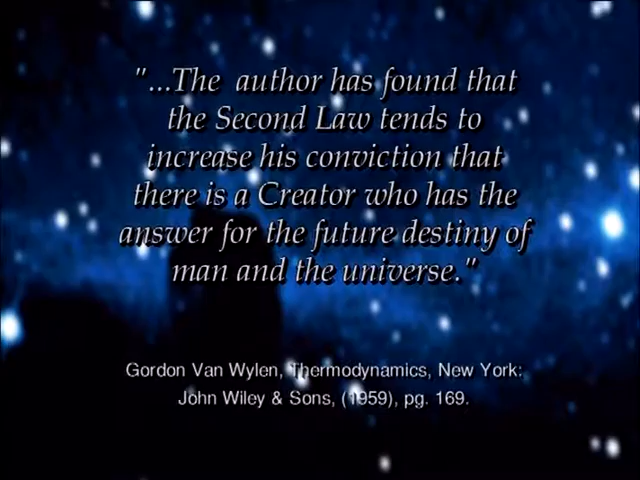 "...The author has found that
the Second Law tends to
increase his conviction that
there is a Creator who has the
answer for the future destiny of
man and the universe."
Gordon Van Wylen, Thermodynamics, New York:
John Wiley & Sons, (1959), pg. 169.